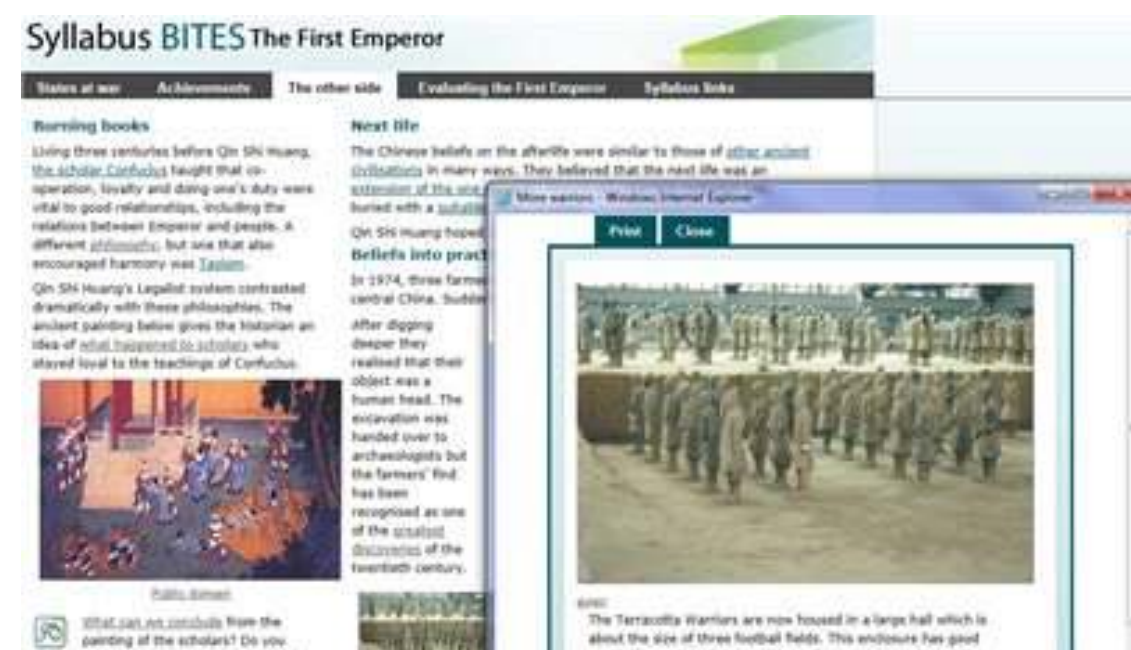 Syllabus BITES The First Emperor
States at war Achievements The other side Evaluating the First Emperor Syllabus links
Burning books
Living three centuries before Qin Shi Huang,
the scholar Confucius taught that co-
operation, loyalty and doing one's duty were
vital to good relationships, including the
relations between Emperor and people. A
different philosophy, but one that also
encouraged harmony was Taoism.
Qin Shi Huang's Legalist system contrasted
dramatically with these philosophies. The
ancient painting below gives the historian an
idea of what happened to scholars who
stayed loyal to the teachings of Confucius.
Public domain
What can we conclude from the
painting of the scholars? Do you
Next life
The Chinese beliefs on the afterlife were similar to those of other ancient
civilisations in many ways. They believed that the next life was an
extension of the one
buried with a suitable
Qin Shi Huang hoped
Beliefs into pract
In 1974, three farme
central China. Sudde
After digging
deeper they
realised that their
object was a
human head. The
excavation was
handed over to
archaeologists but
the farmers' find
has been
recognised as one
of the greatest
discoveries of the
twentieth century.
More warriors - Windows Internet Explorer
Print Close
The Terracotta Warriors are now housed in a large hall which is
about the size of three football fields. This enclosure has good